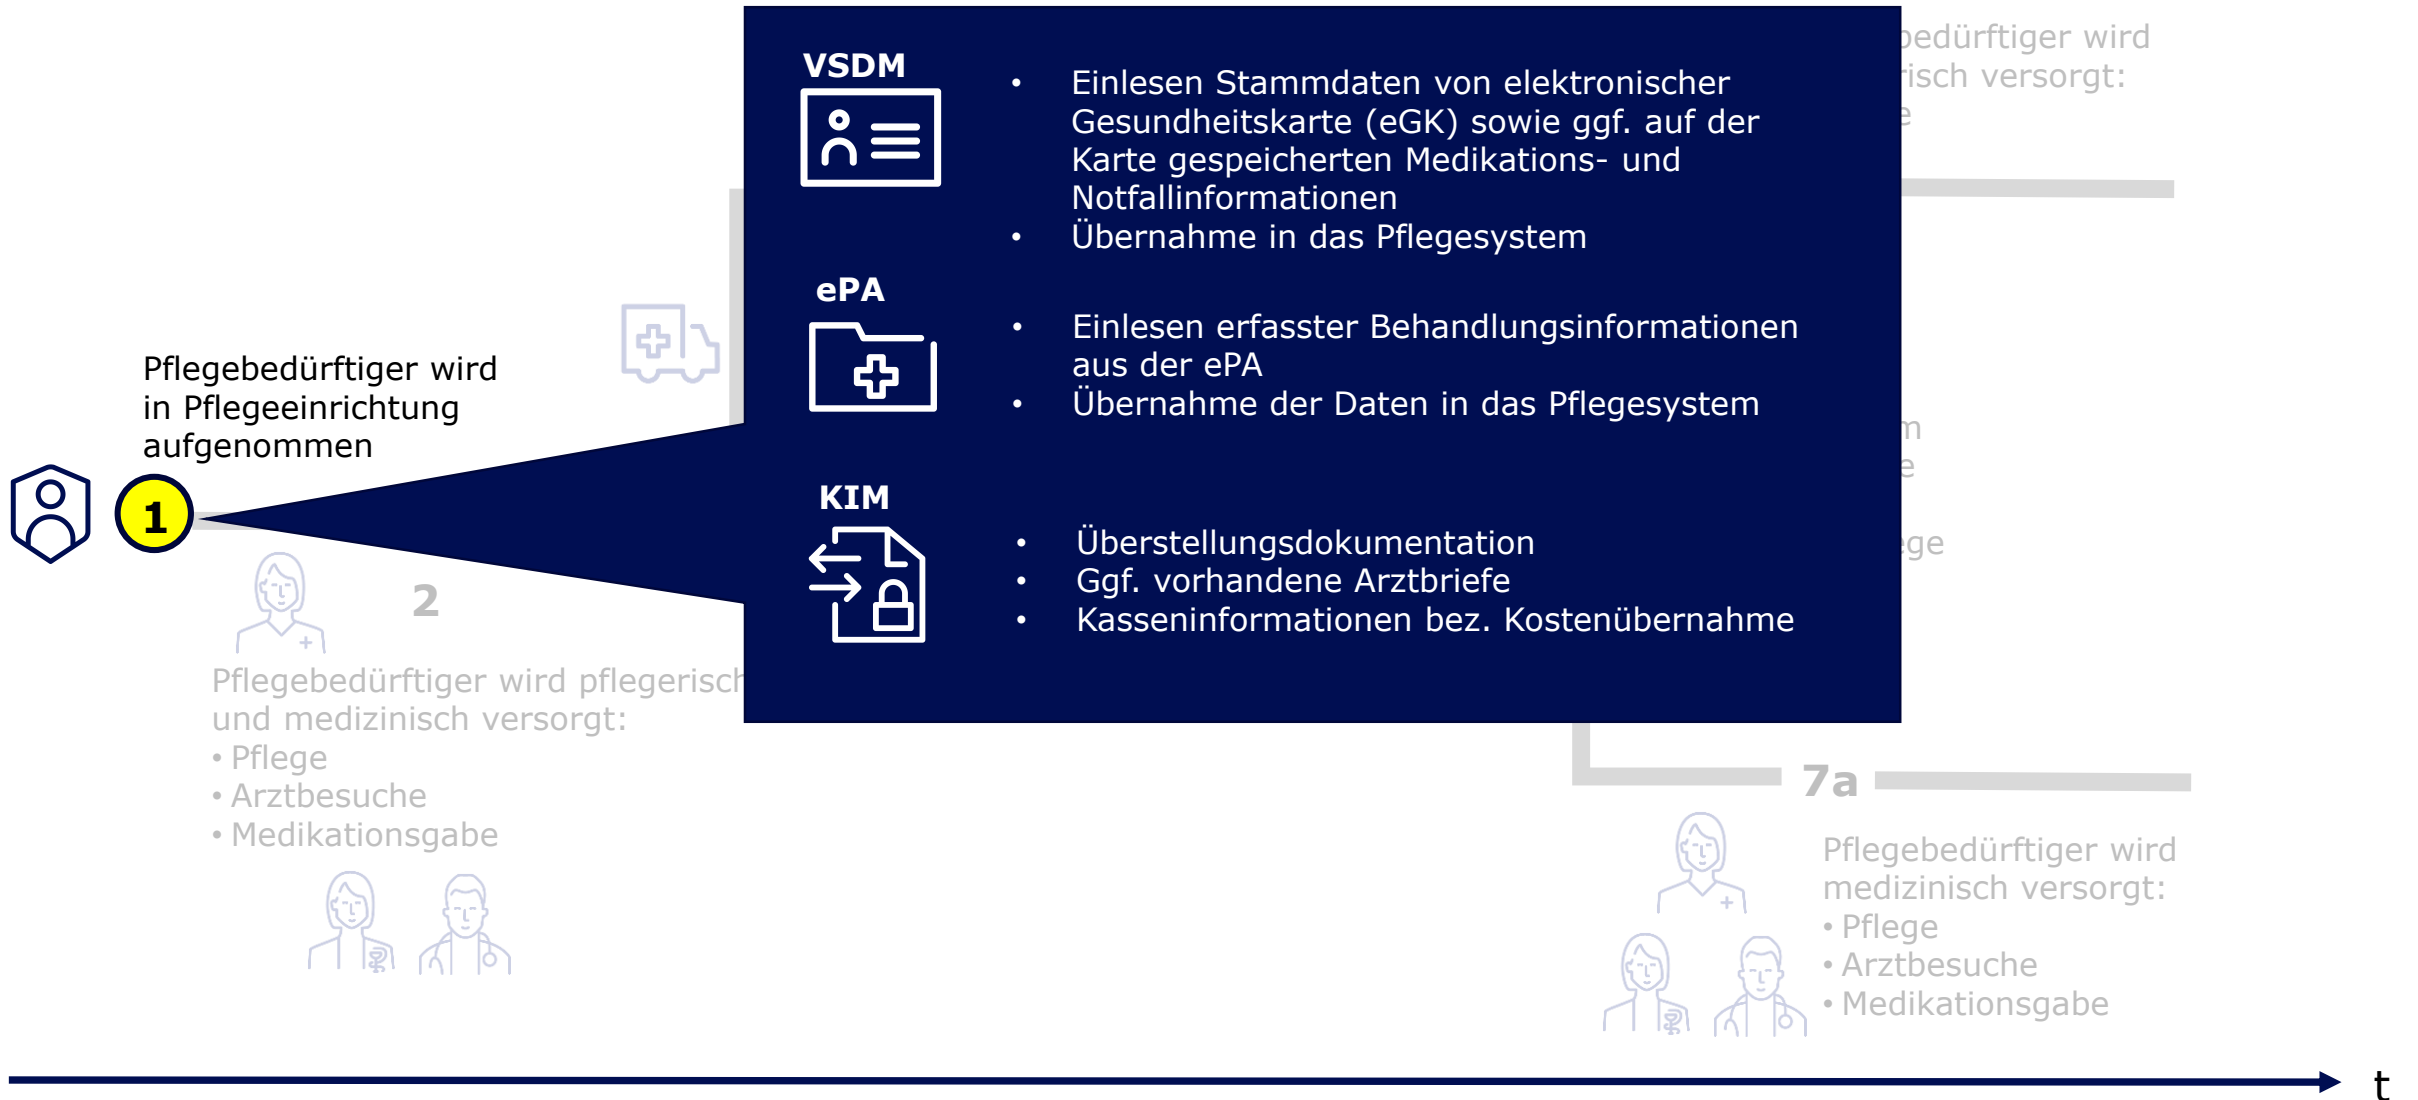 VSDM
• Einlesen Stammdaten von elektronischer
Gesundheitskarte (eGK) sowie ggf. auf der
Karte gespeicherten Medikations- und
Notfallinformationen
• Übernahme in das Pflegesystem
ePA
• Einlesen erfasster Behandlungsinformationen
aus der ePA
• Übernahme der Daten in das Pflegesystem
KIM
• Überstellungsdokumentation
• Ggf. vorhandene Arztbriefe
• Kasseninformationen bez. Kostenübernahme
Pflegebedürftiger wird
in Pflegeeinrichtung
aufgenommen
1
2
Pflegebedürftiger wird pflegerisch
und medizinisch versorgt:
• Pflege
• Arztbesuche
• Medikationsgabe
wird
versorgt:
7a
Pflegebedürftiger wird
medizinisch versorgt:
• Pflege
• Arztbesuche
• Medikationsgabe
t